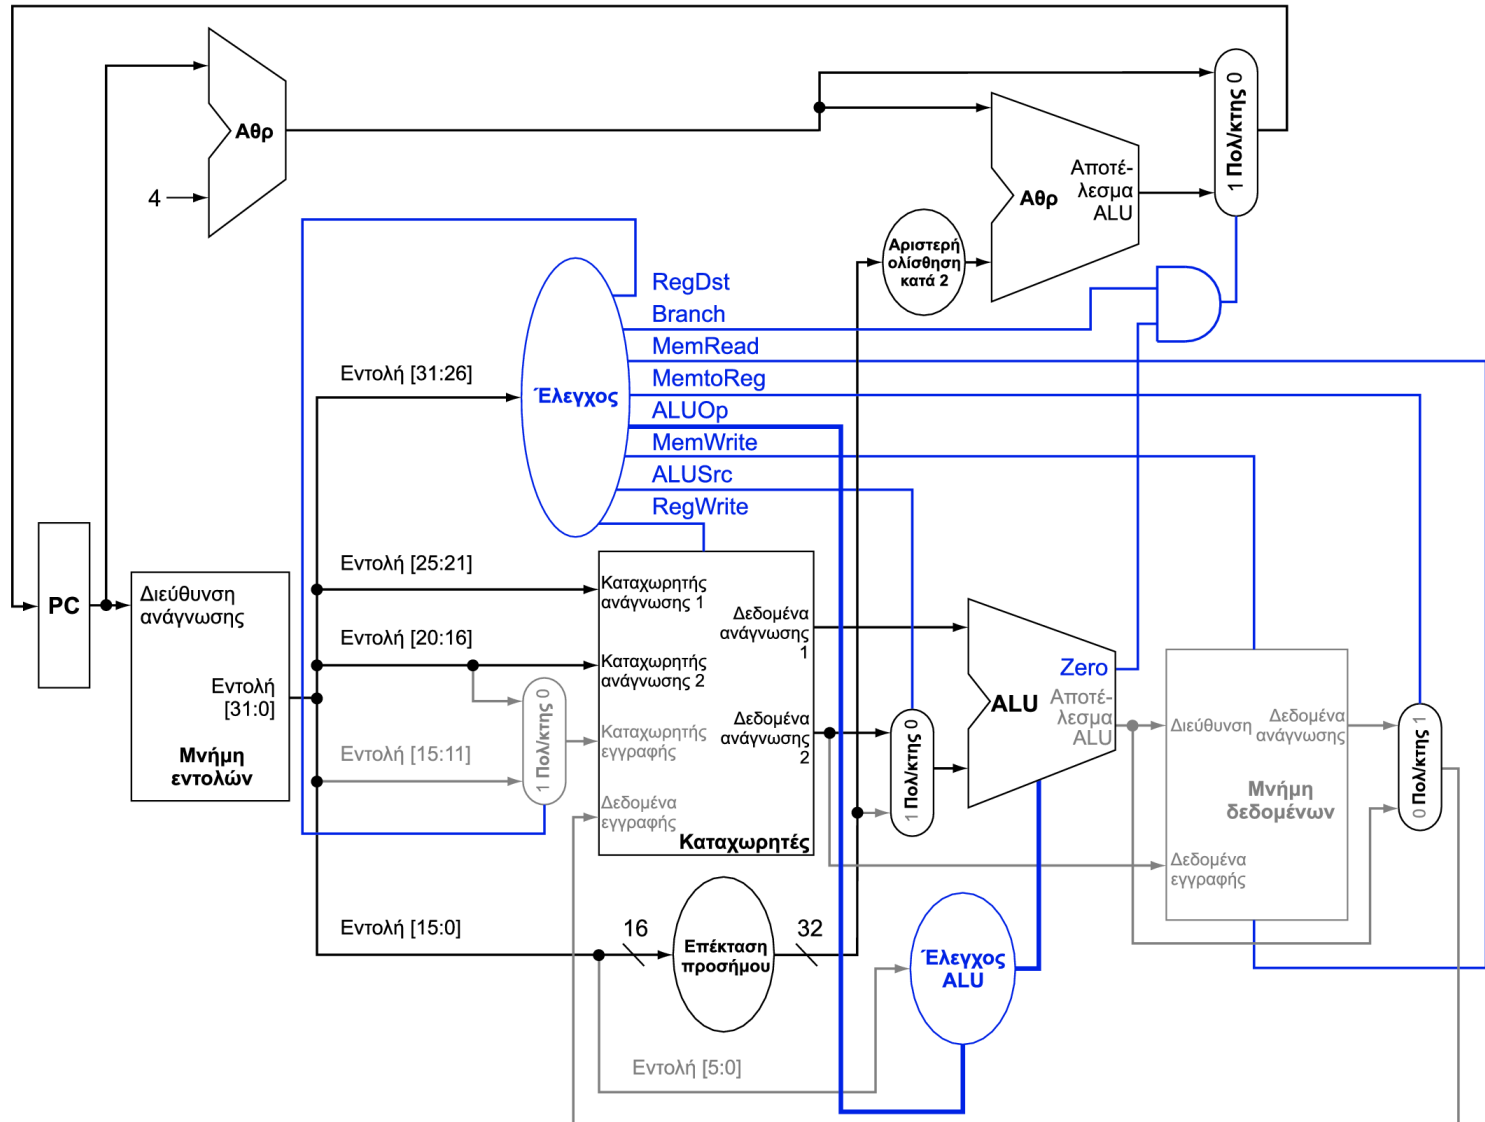 Αθρ
4
Αποτέ-
λεσμα
ALU
Αθρ
1 Πολ/κτης 0
Αριστερή
ολίσθηση
κατά 2
RegDst
Branch
MemRead
MemtoReg
ALUOp
MemWrite
ALUSrc
RegWrite
Έλεγχος
Εντολή [31:26]
Εντολή [25:21]
Εντολή [20:16]
Εντολή [15:11]
Εντολή [15:0]
PC
Διεύθυνση
ανάγνωσης
Εντολή
[31:0]
Μνήμη
εντολών
1 Πολ/κτης 0
Καταχωρητής
ανάγνωσης 1
Καταχωρητής
ανάγνωσης 2
Καταχωρητής
εγγραφής
Δεδομένα
εγγραφής
Δεδομένα
ανάγνωσης
1
Δεδομένα
ανάγνωσης
2
Καταχωρητές
1 Πολ/κτης 0
Zero
ALU
Αποτέ-
λεσμα
ALU
Διεύθυνση
Δεδομένα
ανάγνωσης
Μνήμη
δεδομένων
Δεδομένα
εγγραφής
0 Πολ/κτης 1
16
Επέκταση
προσήμου
32
Έλεγχος
ALU
Εντολή [5:0]